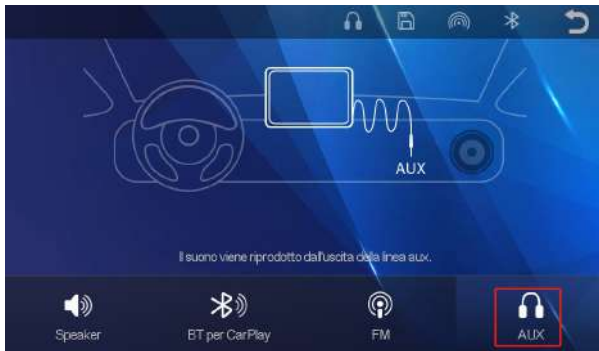 AUX
Il suono viene riprodotto dall'uscita della linea aux.
Speaker
BT per CarPlay
FM
AUX